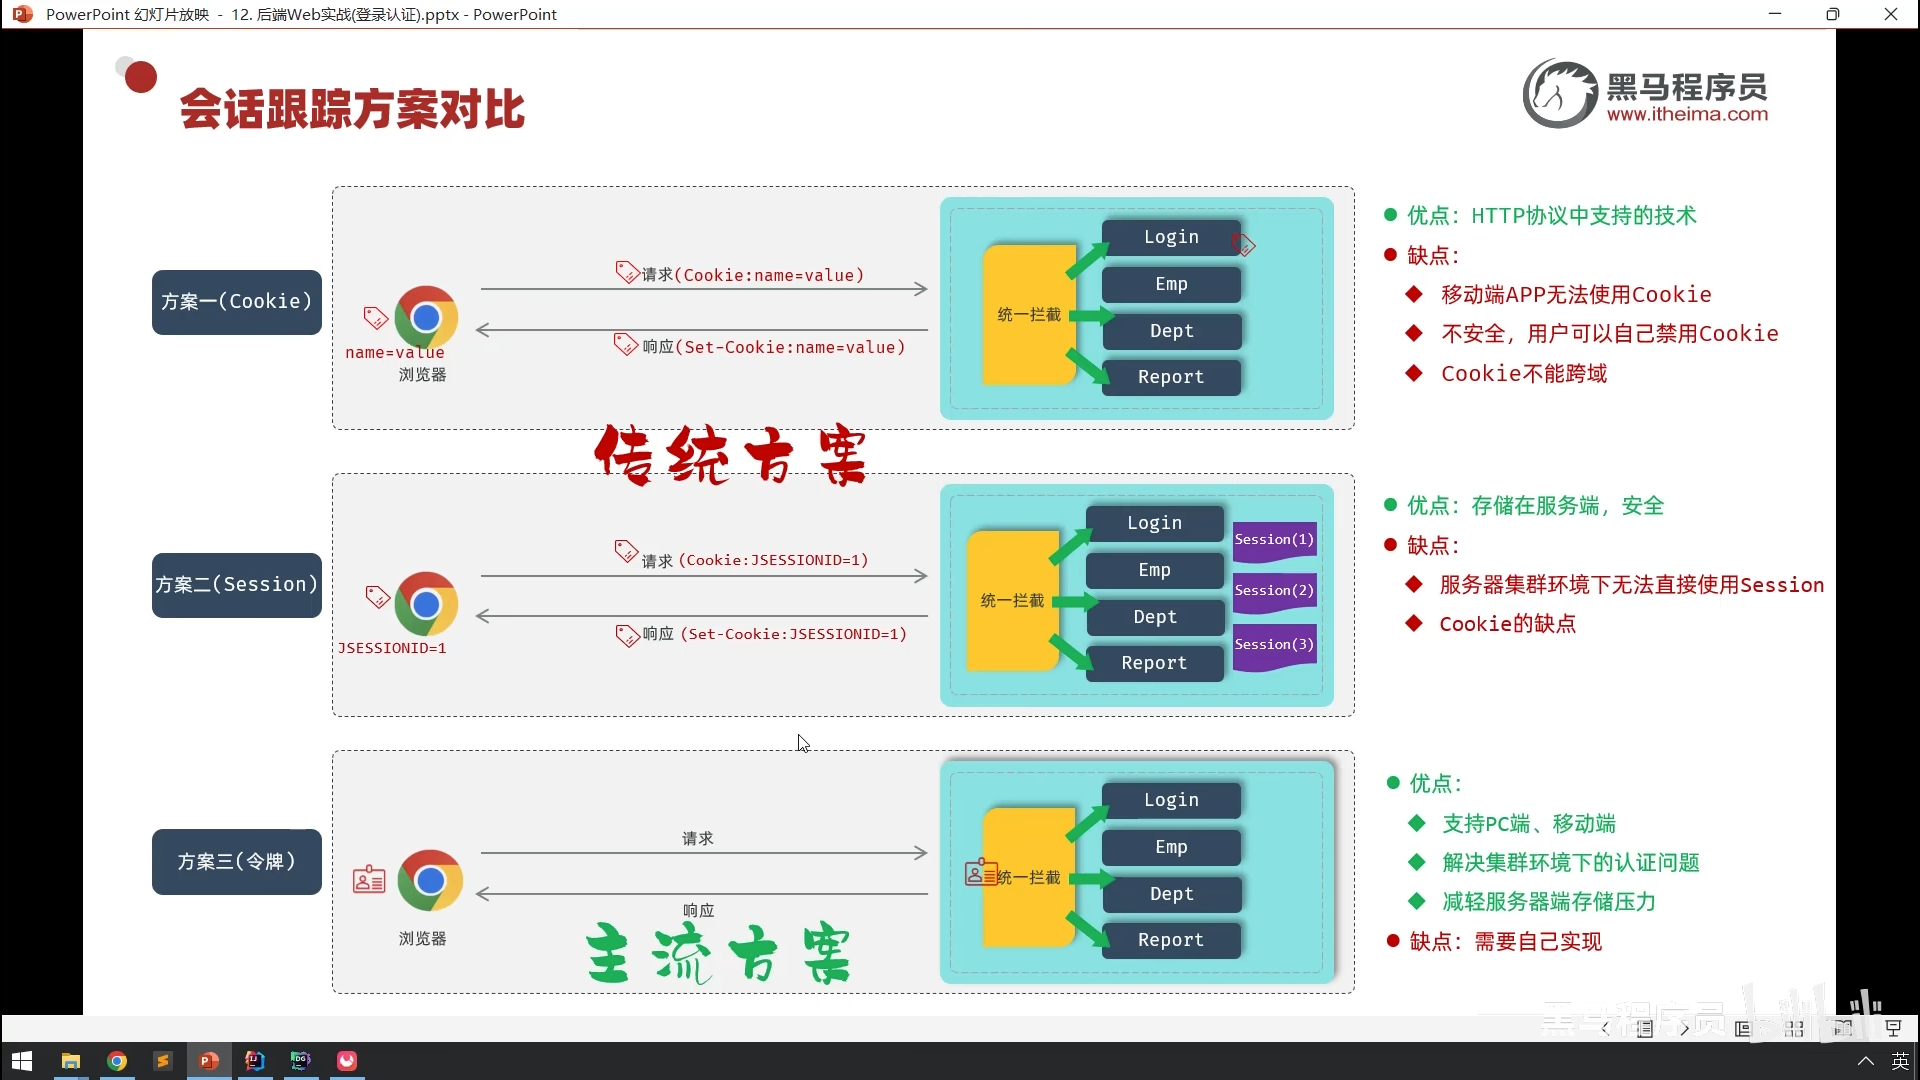 PowerPoint 幻灯片放映 - 12. 后端Web实战(登录认证).pptx - PowerPoint
会话跟踪方案对比
黑马程序员
www.itheima.com
方案一(Cookie)
name=value
浏览器
请求(Cookie:name=value)
响应(Set-Cookie:name=value)
统一拦截
Login
Emp
Dept
Report
优点：HTTP协议中支持的技术
缺点：
移动端APP无法使用Cookie
不安全，用户可以自己禁用Cookie
Cookie不能跨域
传统方案
方案二(Session)
JSESSIONID=1
请求 (Cookie:JSESSIONID=1)
响应 (Set-Cookie:JSESSIONID=1)
统一拦截
Login
Emp
Dept
Report
Session(1)
Session(2)
Session(3)
优点：存储在服务端，安全
缺点：
服务器集群环境下无法直接使用Session
Cookie的缺点
方案三(令牌)
浏览器
请求
响应
主流方案
统一拦截
Login
Emp
Dept
Report
优点：
支持PC端、移动端
解决集群环境下的认证问题
减轻服务器端存储压力
缺点：需要自己实现
黑马程序员
英